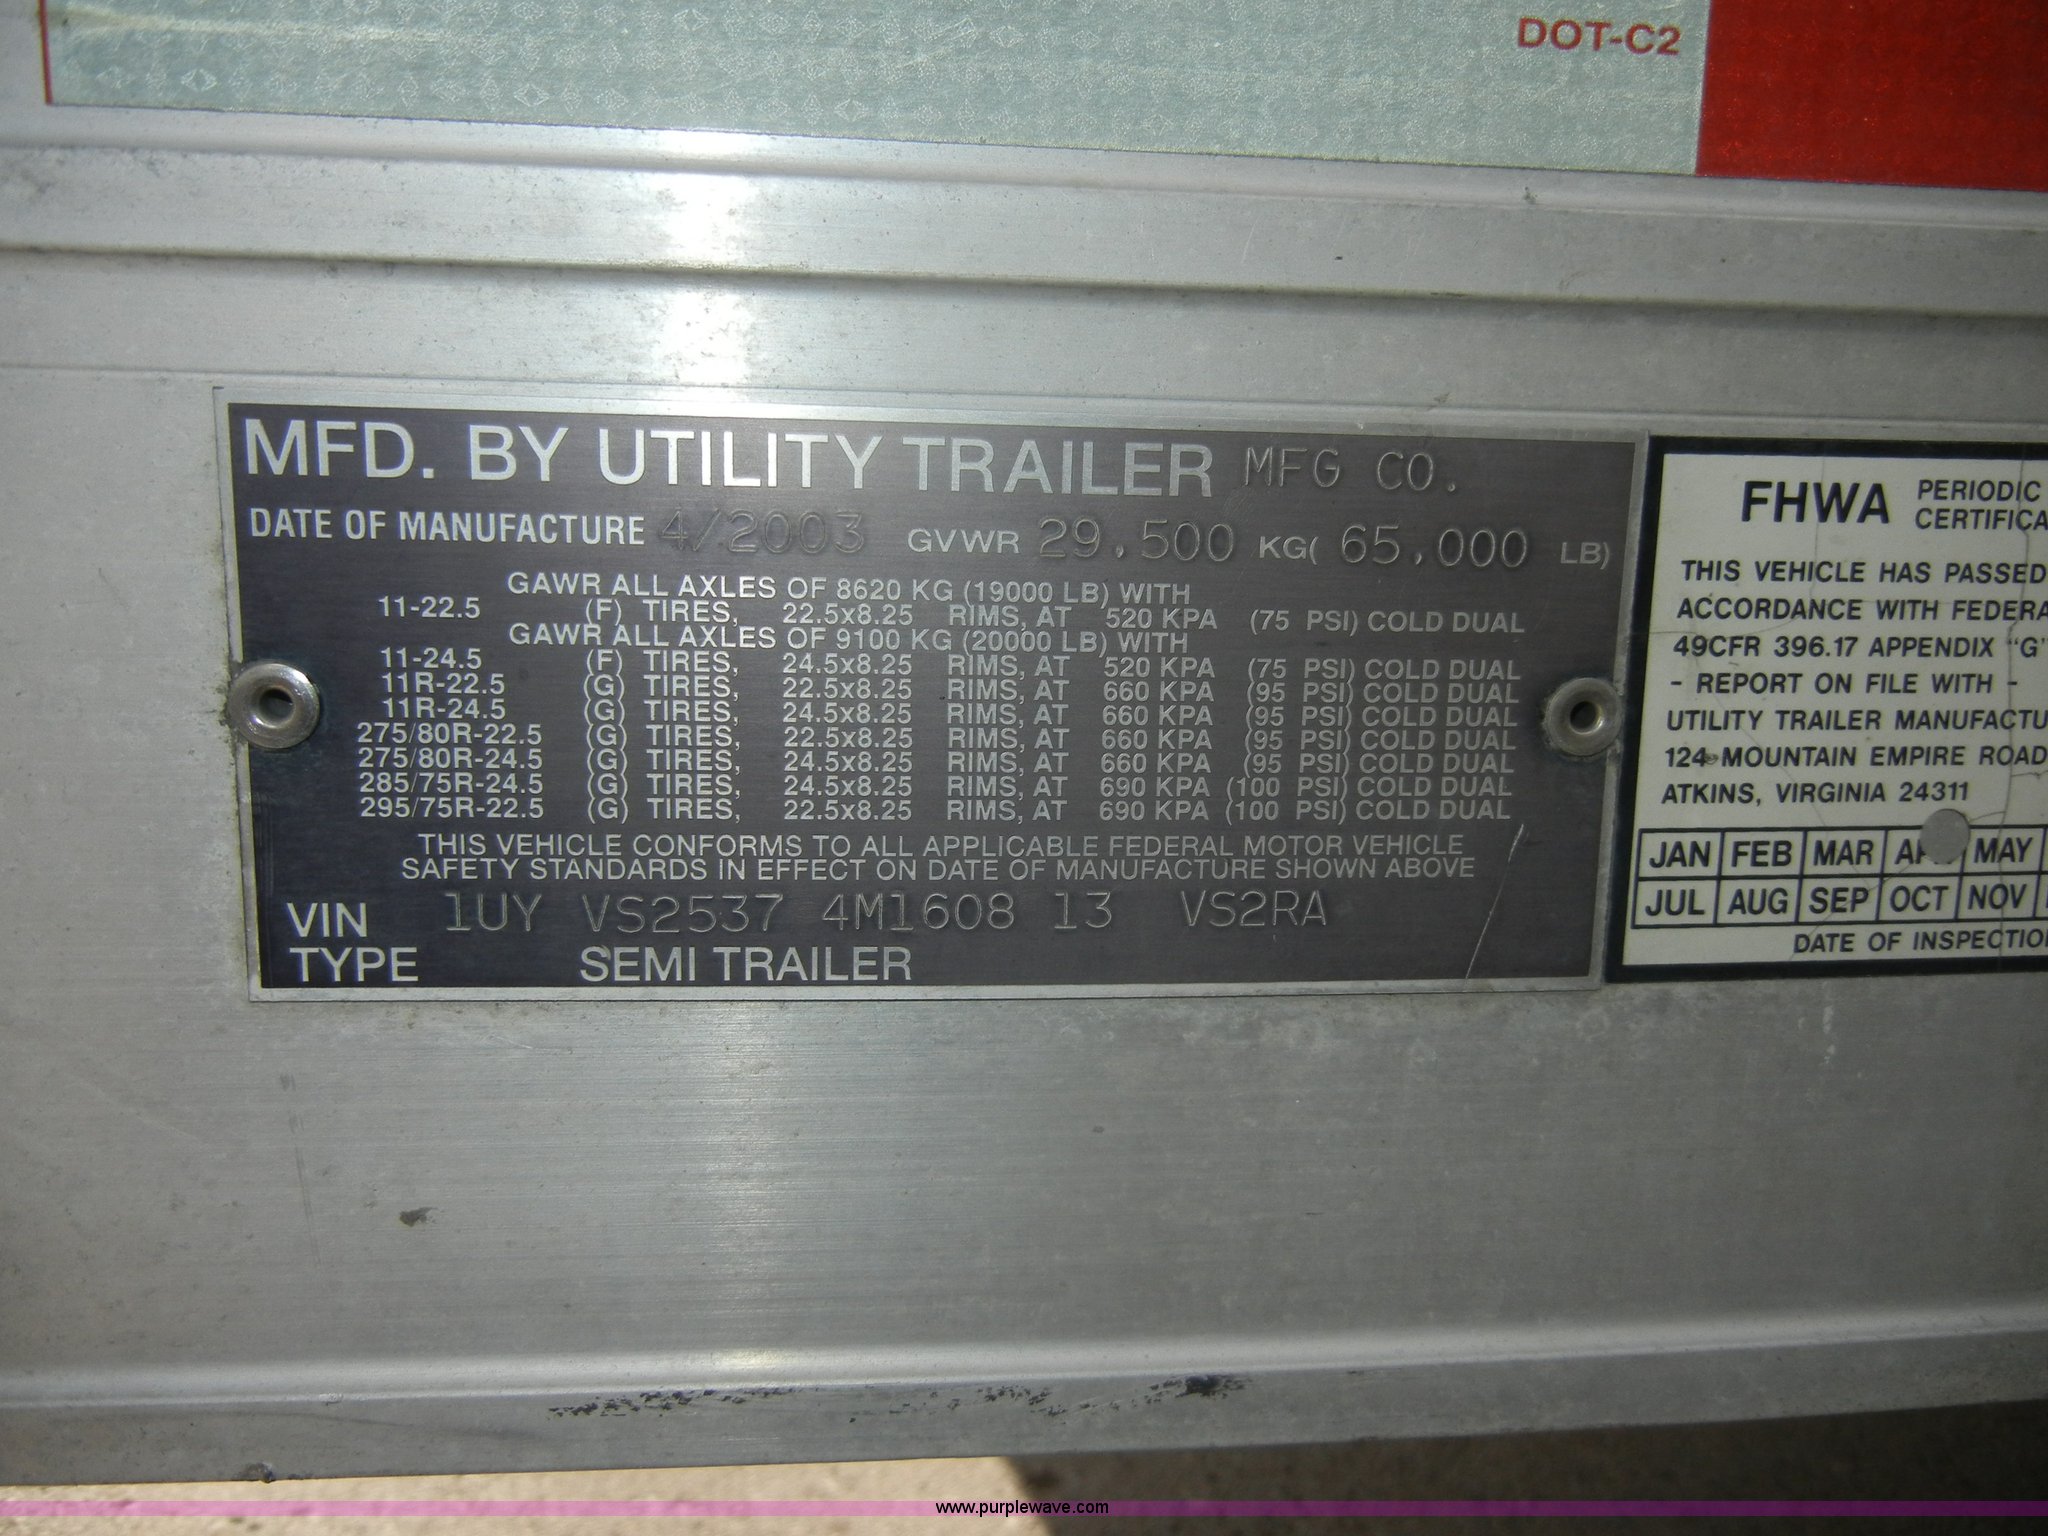 DOT-C2
MFD. BY UTILITY TRAILER MFG CO.
DATE OF MANUFACTURE 4/2003 GVWR 29,500 KG( 65,000 LB)
GAWR ALL AXLES OF 8620 KG (19000 LB) WITH
11-22.5 (F) TIRES, 22.5x8.25 RIMS, AT 520 KPA (75 PSI) COLD DUAL
GAWR ALL AXLES OF 9100 KG (20000 LB) WITH
11-24.5 (F) TIRES, 24.5x8.25 RIMS, AT 520 KPA (75 PSI) COLD DUAL
11R-22.5 (G) TIRES, 22.5x8.25 RIMS, AT 660 KPA (95 PSI) COLD DUAL
11R-24.5 (G) TIRES, 24.5x8.25 RIMS, AT 660 KPA (95 PSI) COLD DUAL
275/80R-22.5 (G) TIRES, 22.5x8.25 RIMS, AT 660 KPA (95 PSI) COLD DUAL
275/80R-24.5 (G) TIRES, 24.5x8.25 RIMS, AT 660 KPA (95 PSI) COLD DUAL
285/75R-24.5 (G) TIRES, 24.5x8.25 RIMS, AT 690 KPA (100 PSI) COLD DUAL
295/75R-22.5 (G) TIRES, 22.5x8.25 RIMS, AT 690 KPA (100 PSI) COLD DUAL
THIS VEHICLE CONFORMS TO ALL APPLICABLE FEDERAL MOTOR VEHICLE
SAFETY STANDARDS IN EFFECT ON DATE OF MANUFACTURE SHOWN ABOVE
VIN 1UY VS2537 4M1608 13 VS2RA
TYPE SEMI TRAILER
FHWA PERIODIC
CERTIFICA
THIS VEHICLE HAS PASSED
ACCORDANCE WITH FEDERA
49CFR 396.17 APPENDIX "G"
- REPORT ON FILE WITH -
UTILITY TRAILER MANUFACTU
124 MOUNTAIN EMPIRE ROAD
ATKINS, VIRGINIA 24311
JAN FEB MAR AP MAY
JUL AUG SEP OCT NOV
DATE OF INSPECTIO
www.purplewave.com